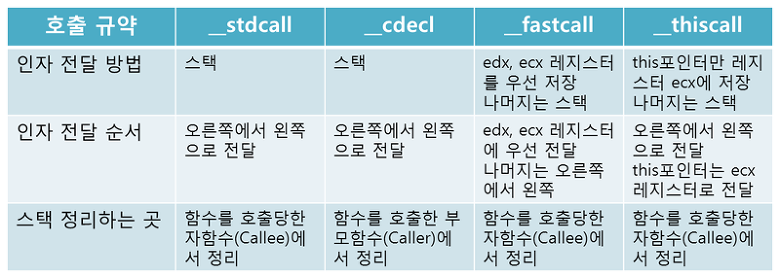 호출 규약 __stdcall __cdecl __fastcall __thiscall
인자 전달 방법
스택
스택
edx, ecx 레지스터
를 우선 저장
나머지는 스택
this포인터만 레지
스터 ecx에 저장
나머지는 스택
인자 전달 순서
오른쪽에서 왼쪽
으로 전달
오른쪽에서 왼쪽
으로 전달
edx, ecx 레지스터
에 우선 전달
나머지는 오른쪽
에서 왼쪽
오른쪽에서 왼쪽
으로 전달
this포인터는 ecx
레지스터로 전달
스택 정리하는 곳
함수를 호출당한
자함수(Callee)에
서 정리
함수를 호출한 부
모함수(Caller)에
서 정리
함수를 호출당한
자함수(Callee)에
서 정리
함수를 호출당한
자함수(Callee)에
서 정리